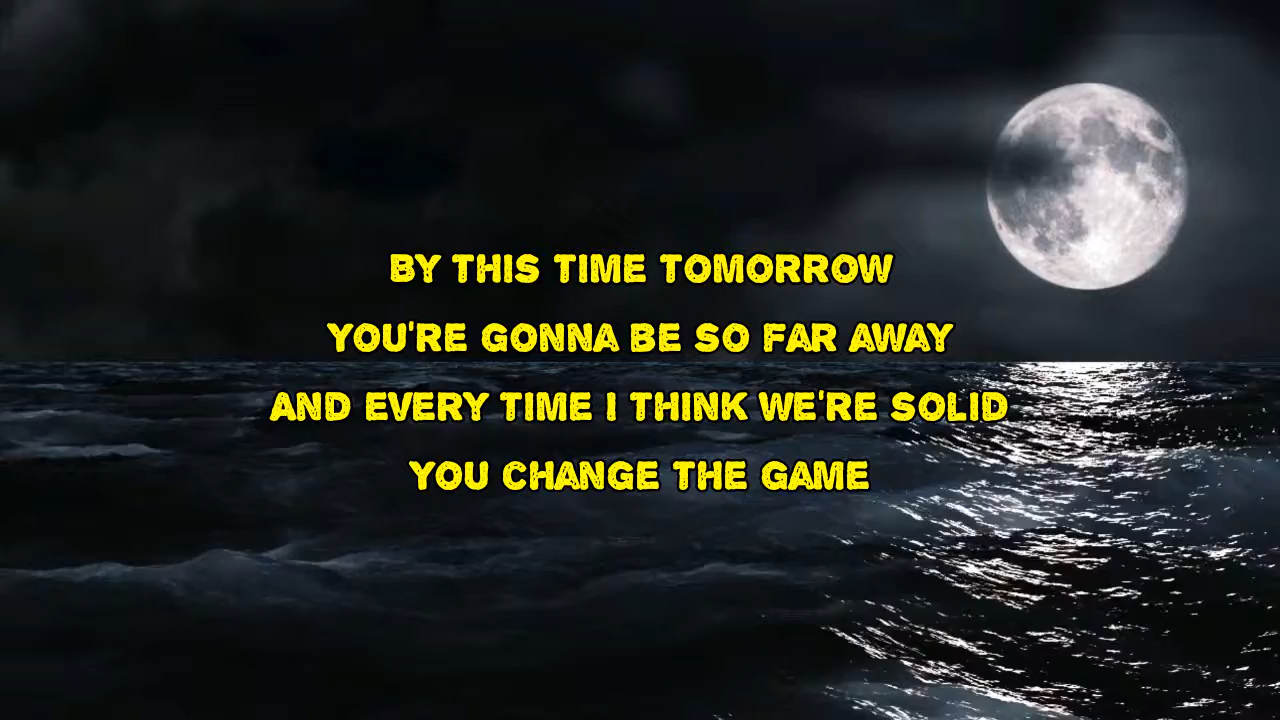 BY THIS TIME TOMORROW
YOU'RE GONNA BE SO FAR AWAY
AND EVERY TIME I THINK WE'RE SOLID
YOU CHANGE THE GAME